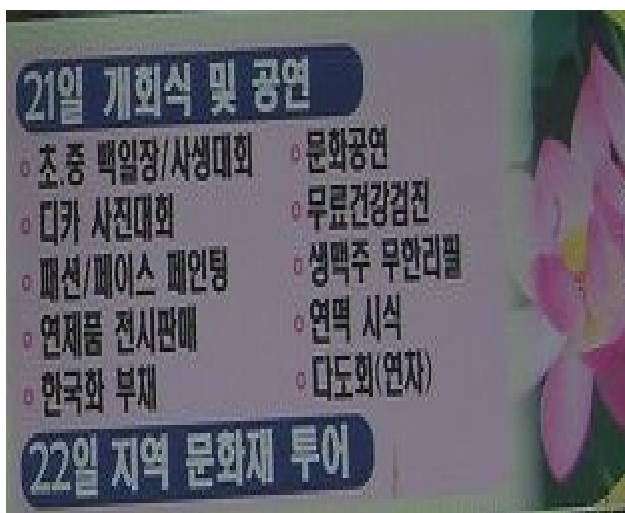 21일 개회식 및 공연
초.중 백일장/사생대회
디카 사진대회
패션/페이스 페인팅
연제품 전시판매
한국화 부채
문화공연
무료건강검진
생맥주 무한리필
연떡 시식
다도회(연자)
22일 지역 문화재 투어